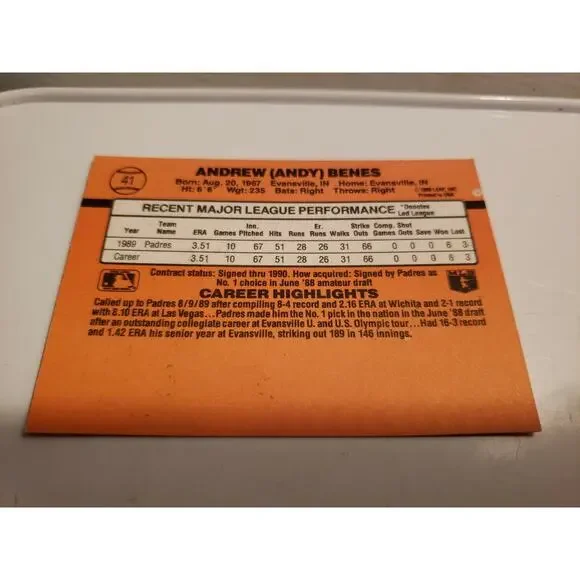 41
ANDREW (ANDY) BENES
Born: Aug. 20, 1967 Evansville, IN Home: Evansville, IN
Ht: 6'6" Wgt: 235 Bats: Right Throws: Right
© 1989 LEAF, INC.
Printed in USA
RECENT MAJOR LEAGUE PERFORMANCE *Denotes Led League
Year Team Name ERA Games Inn. Pitched Hits Runs Er. Runs Walks Strike Outs Comp. Games Shut Outs Save Won Lost
1989 Padres 3.51 10 67 51 28 26 31 66 0 0 0 6 3
Career 3.51 10 67 51 28 26 31 66 0 0 0 6 3
Contract status: Signed thru 1990. How acquired: Signed by Padres as
No. 1 choice in June '88 amateur draft
CAREER HIGHLIGHTS
Called up to Padres 8/9/89 after compiling 8-4 record and 2.16 ERA at Wichita and 2-1 record
with 8.10 ERA at Las Vegas...Padres made him the No. 1 pick in the nation in the June '88 draft
after an outstanding collegiate career at Evansville U. and U.S. Olympic tour...Had 16-3 record
and 1.42 ERA his senior year at Evansville, striking out 189 in 146 innings.